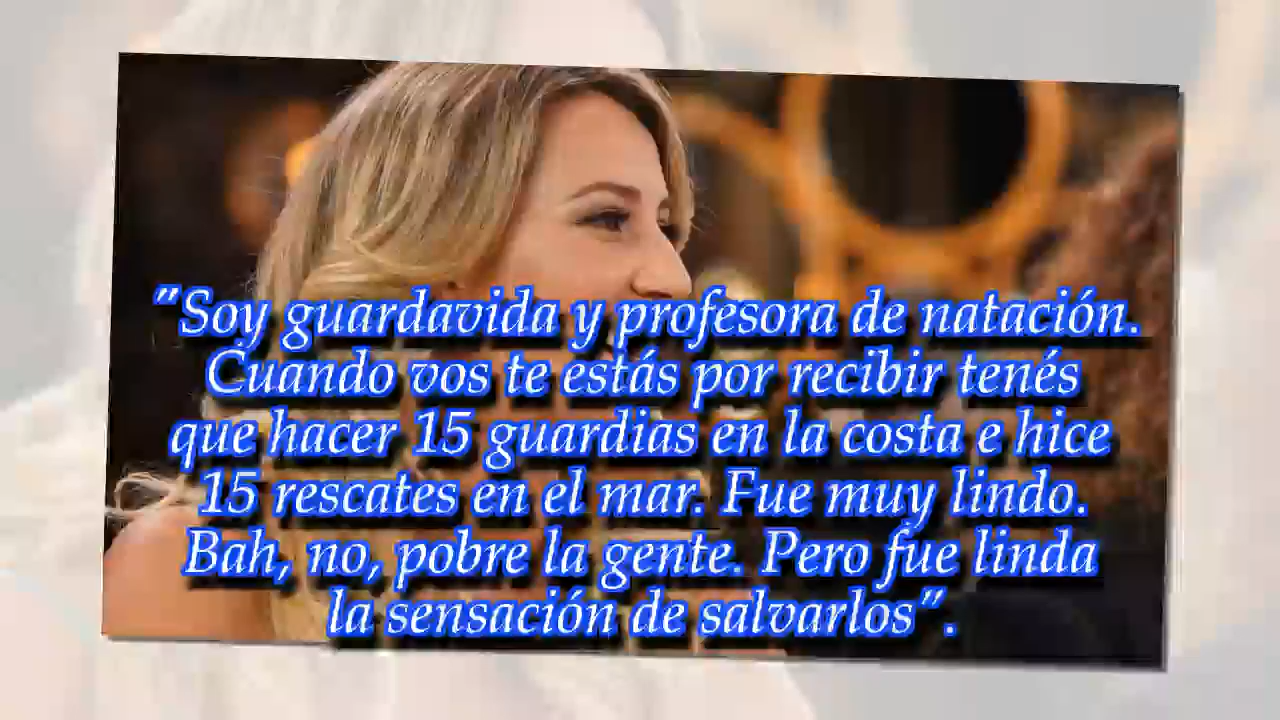 "Soy guardavida y profesora de natación.
Cuando vos te estás por recibir tenés
que hacer 15 guardias en la costa e hice
15 rescates en el mar. Fue muy lindo.
Bah, no, pobre la gente. Pero fue linda
la sensación de salvarlos".